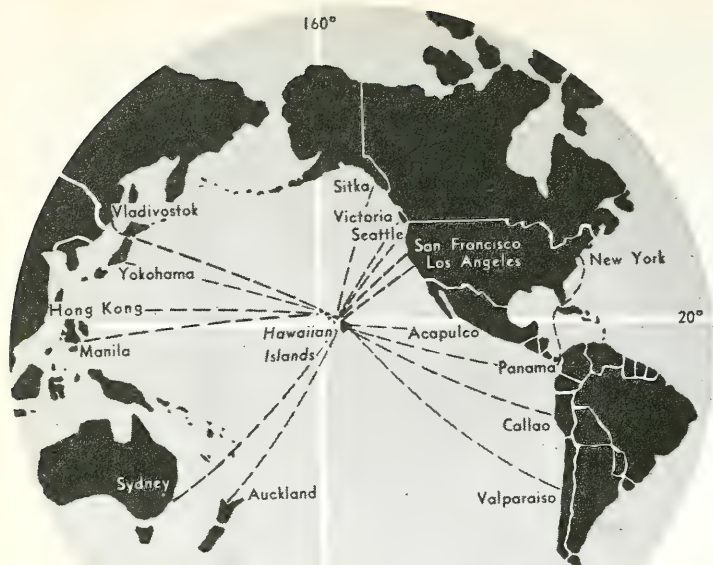 160°
Sitka
Vladivostok
Victoria
Seattle
San Francisco
Los Angeles
New York
Yokohama
Hong Kong
Hawaiian
Islands
Acapulco
20°
Manila
Panama
Callao
Sydney
Auckland
Valparaiso